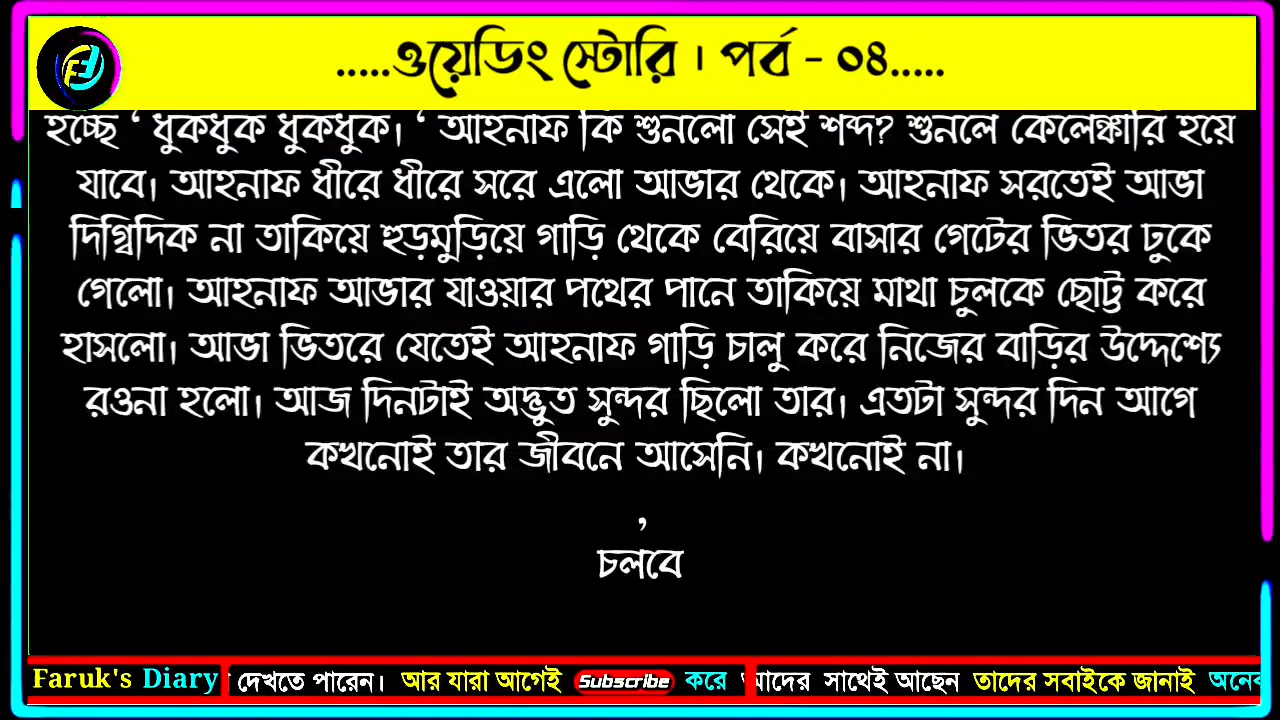 .....ওয়েডিং স্টোরি । পর্ব - ০৪.....
হচ্ছে ‘ ধুকধুক ধুকধুক। ‘ আহনাফ কি শুনলো সেই শব্দ? শুনলে কেলেঙ্কারি হয়ে
যাবে। আহনাফ ধীরে ধীরে সরে এলো আভার থেকে। আহনাফ সরতেই আভা
দিগ্বিদিক না তাকিয়ে হুড়মুড়িয়ে গাড়ি থেকে বেরিয়ে বাসার গেটের ভিতর ঢুকে
গেলো। আহনাফ আভার যাওয়ার পথের পানে তাকিয়ে মাথা চুলকে ছোট্ট করে
হাসলো। আভা ভিতরে যেতেই আহনাফ গাড়ি চালু করে নিজের বাড়ির উদ্দেশ্যে
রওনা হলো। আজ দিনটাই অদ্ভুত সুন্দর ছিলো তার। এতটা সুন্দর দিন আগে
কখনোই তার জীবনে আসেনি। কখনোই না।
,
চলবে
Faruk's Diary দেখতে পারেন। আর যারা আগেই Subscribe করে সাথেই আছেন তাদের সবাইকে জানাই